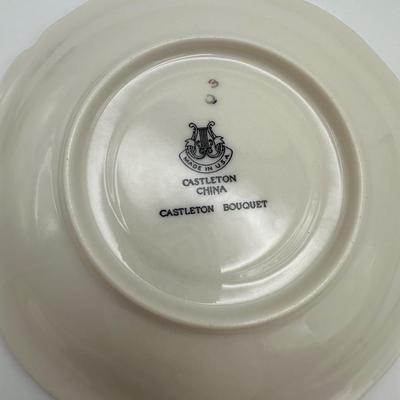 MADE IN U.S.A.
CASTLETON
CHINA
CASTLETON BOUQUET